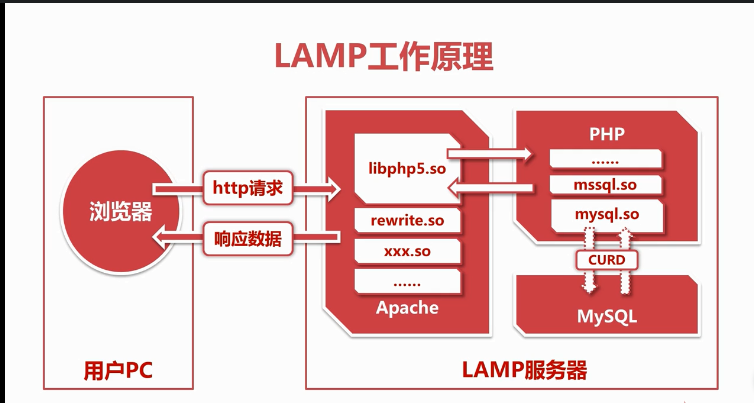 LAMP工作原理
浏览器
http请求
响应数据
用户PC
libphp5.so
rewrite.so
xxx.so
......
Apache
PHP
......
mssql.so
mysql.so
CURD
MySQL
LAMP服务器